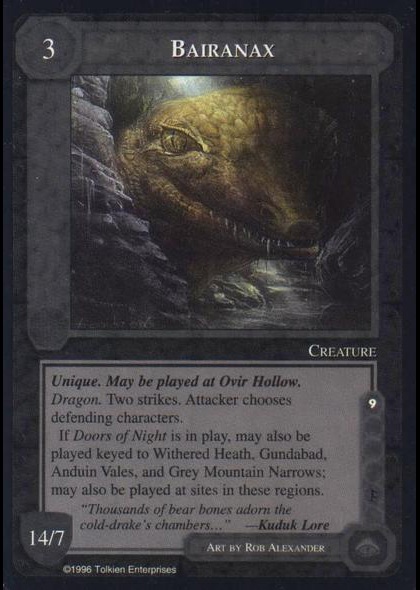 3
BAIRANAX
CREATURE
Unique. May be played at Ovir Hollow.
Dragon. Two strikes. Attacker chooses
defending characters.
If Doors of Night is in play, may also be
played keyed to Withered Heath, Gundabad,
Anduin Vales, and Grey Mountain Narrows;
may also be played at sites in these regions.
"Thousands of bear bones adorn the
cold-drake's chambers…" —Kuduk Lore
9
14/7
ART BY ROB ALEXANDER
©1996 Tolkien Enterprises